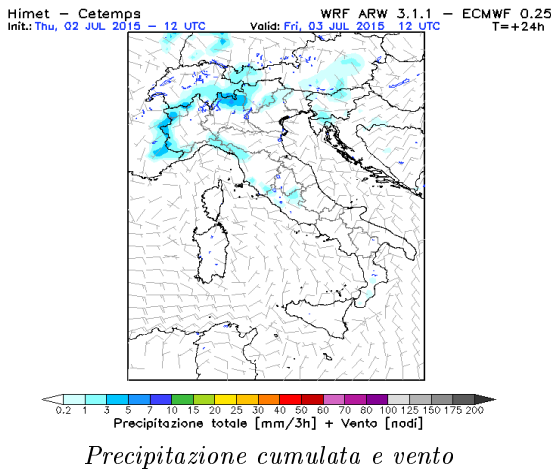 Himet – Cetemps WRF ARW 3.1.1 – ECMWF 0.25
Init.: Thu, 02 JUL 2015 – 12 UTC Valid: Fri, 03 JUL 2015 12 UTC T=+24h
0.2 1 3 5 7 10 15 20 25 30 40 50 60 70 80 90 100 125 150 175 200
Precipitazione totale [mm/3h] + Vento [nodi]
Precipitazione cumulata e vento